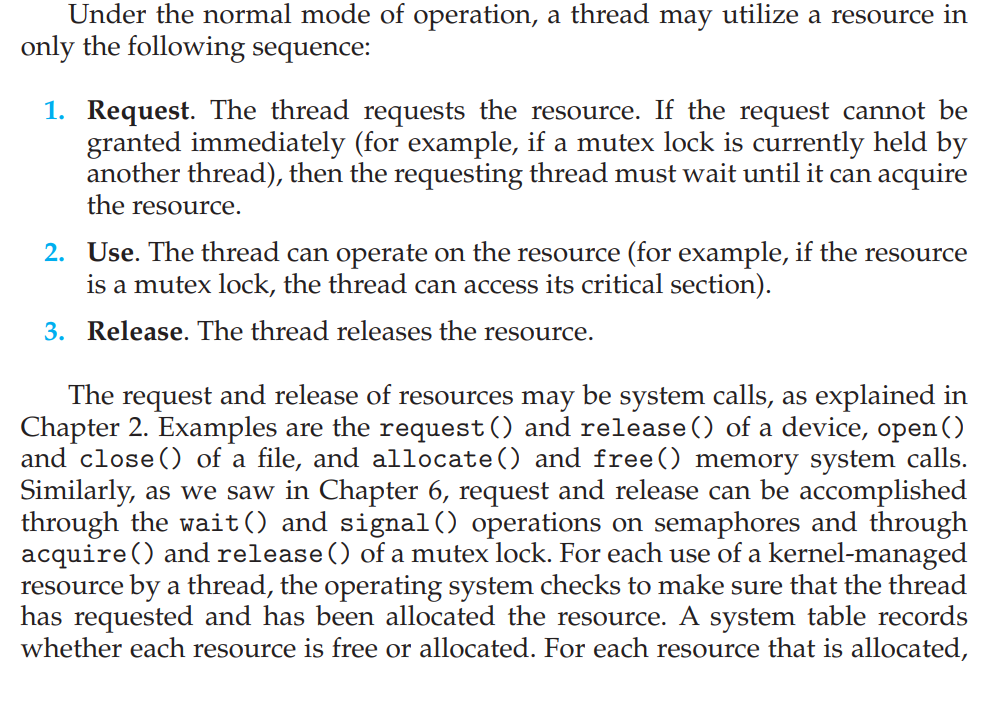 Under the normal mode of operation, a thread may utilize a resource in
only the following sequence:
1. Request. The thread requests the resource. If the request cannot be
granted immediately (for example, if a mutex lock is currently held by
another thread), then the requesting thread must wait until it can acquire
the resource.
2. Use. The thread can operate on the resource (for example, if the resource
is a mutex lock, the thread can access its critical section).
3. Release. The thread releases the resource.
The request and release of resources may be system calls, as explained in
Chapter 2. Examples are the request() and release() of a device, open()
and close() of a file, and allocate() and free() memory system calls.
Similarly, as we saw in Chapter 6, request and release can be accomplished
through the wait() and signal() operations on semaphores and through
acquire() and release() of a mutex lock. For each use of a kernel-managed
resource by a thread, the operating system checks to make sure that the thread
has requested and has been allocated the resource. A system table records
whether each resource is free or allocated. For each resource that is allocated,